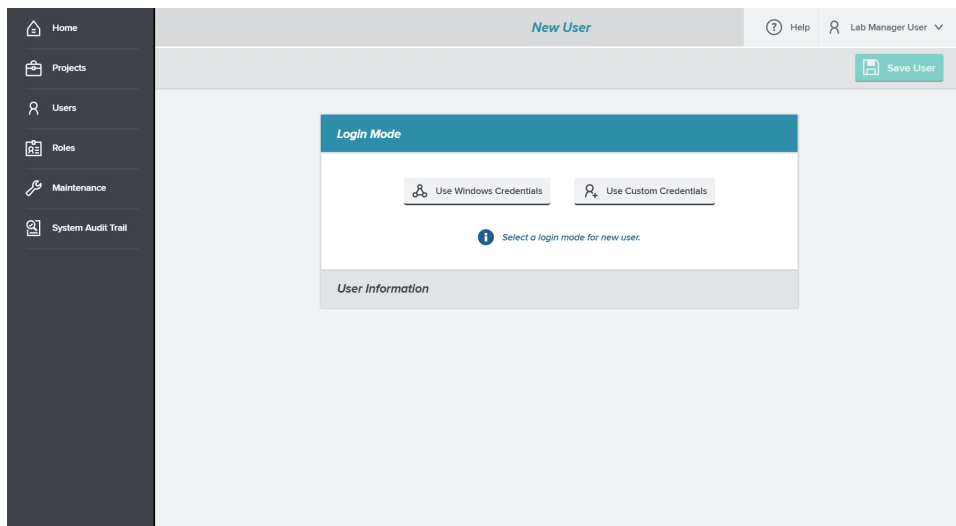 Home
Projects
Users
Roles
Maintenance
System Audit Trail
New User
Help
Lab Manager User
Save User
Login Mode
Use Windows Credentials
Use Custom Credentials
Select a login mode for new user.
User Information